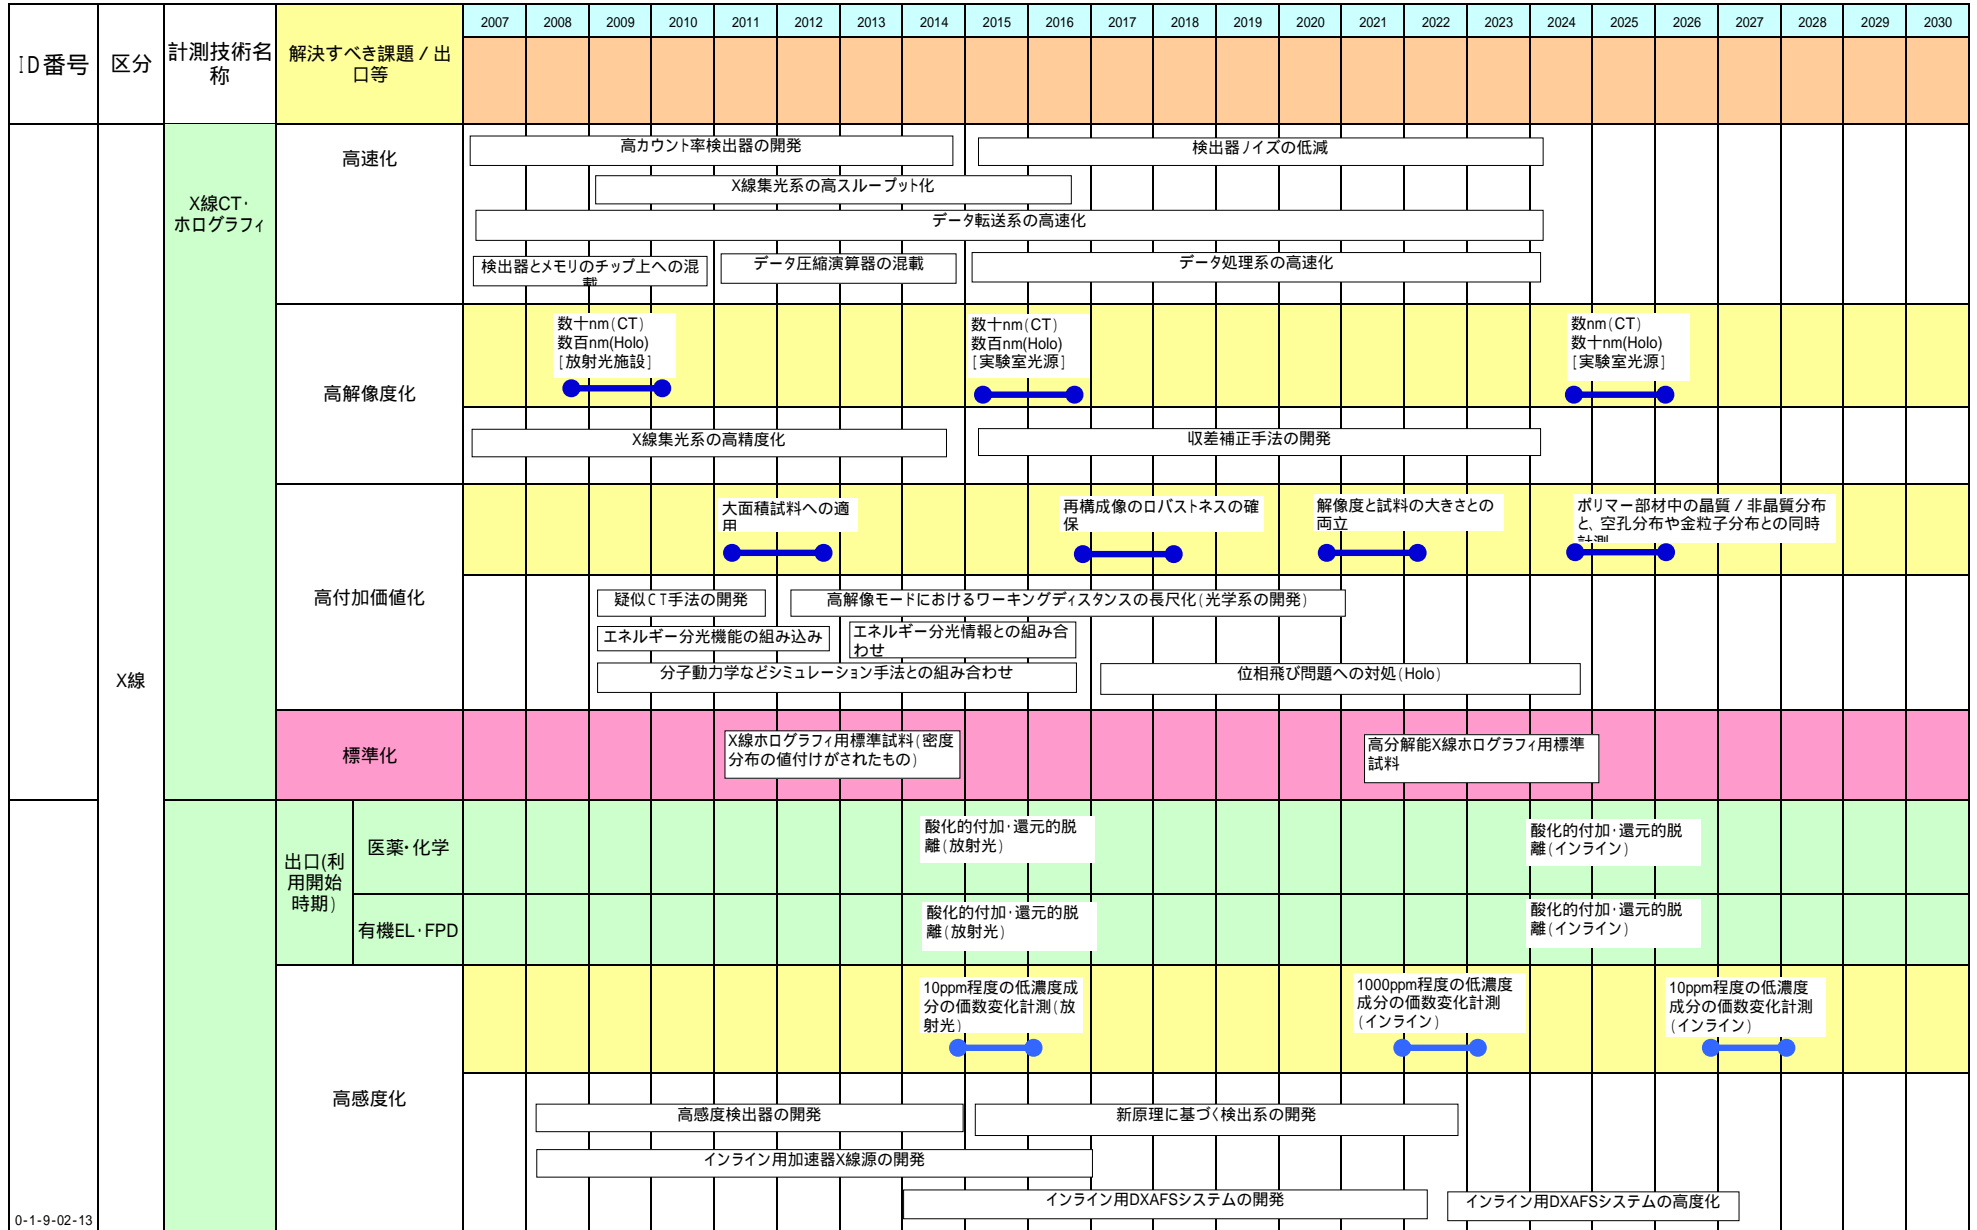 ID番号
区分
計測技術名
称
解決すべき課題 / 出
口等
2007 2008 2009 2010 2011 2012 2013 2014 2015 2016 2017 2018 2019 2020 2021 2022 2023 2024 2025 2026 2027 2028 2029 2030
X線
X線CT・
ホログラフィ
高速化
高カウント率検出器の開発
検出器ノイズの低減
X線集光系の高スループット化
データ転送系の高速化
検出器とメモリのチップ上への混
載
データ圧縮演算器の混載
データ処理系の高速化
高解像度化
数十nm(CT)
数百nm(Holo)
[放射光施設]
数十nm(CT)
数百nm(Holo)
[実験室光源]
数nm(CT)
数十nm(Holo)
[実験室光源]
X線集光系の高精度化
収差補正手法の開発
高付加価値化
大面積試料への適
用
再構成像のロバストネスの確
保
解像度と試料の大きさとの
両立
ポリマー部材中の晶質 / 非晶質分布
と、空孔分布や金粒子分布との同時
計測
疑似CT手法の開発
高解像モードにおけるワーキングディスタンスの長尺化(光学系の開発)
エネルギー分光機能の組み込み
エネルギー分光情報との組み合
わせ
分子動力学などシミュレーション手法との組み合わせ
位相飛び問題への対処(Holo)
標準化
X線ホログラフィ用標準試料(密度
分布の値付けがされたもの)
高分解能X線ホログラフィ用標準
試料
出口(利
用開始
時期)
医薬・化学
酸化的付加・還元的脱
離(放射光)
酸化的付加・還元的脱
離(インライン)
有機EL・FPD
酸化的付加・還元的脱
離(放射光)
酸化的付加・還元的脱
離(インライン)
高感度化
10ppm程度の低濃度成
分の価数変化計測(放
射光)
1000ppm程度の低濃度
成分の価数変化計測
(インライン)
10ppm程度の低濃度
成分の価数変化計測
(インライン)
高感度検出器の開発
新原理に基づく検出系の開発
インライン用加速器X線源の開発
インライン用DXAFSシステムの開発
インライン用DXAFSシステムの高度化
0-1-9-02-13